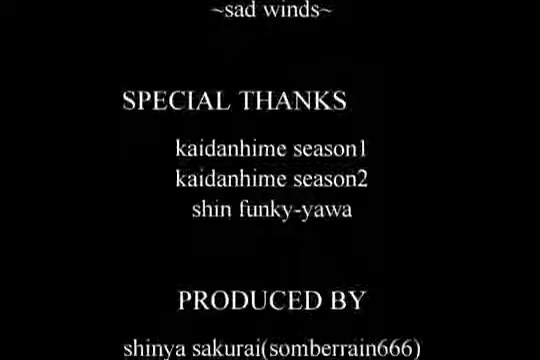 ~sad winds~
SPECIAL THANKS
kaidanhime season1
kaidanhime season2
shin funky-yawa
PRODUCED BY
shinya sakurai(somberrain666)